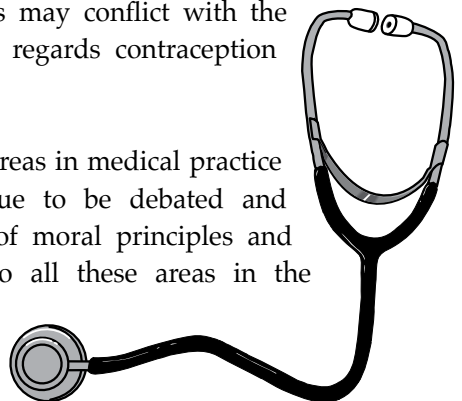 s may conflict with the
regards contraception
reas in medical practice
ue to be debated and
of moral principles and
o all these areas in the